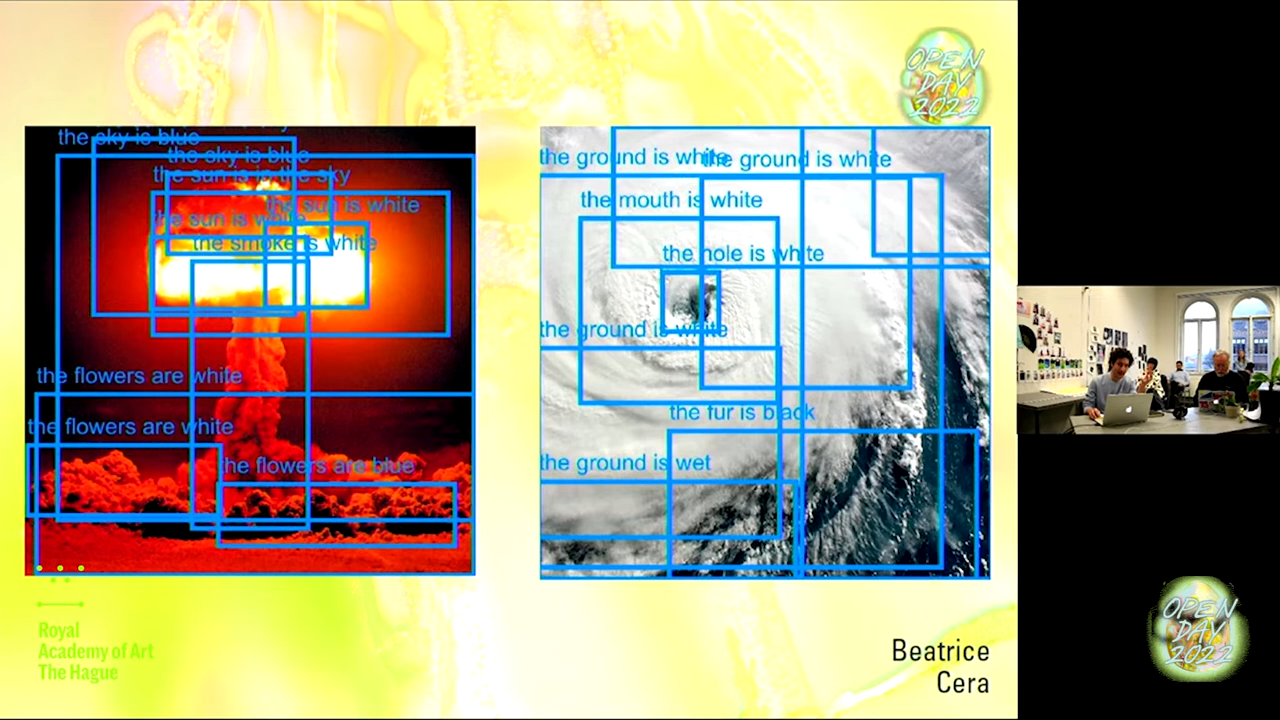 OPEN
DAY
2022
the sky is blue
the sky is blue
the sun is in the sky
the sun is white
the sun is white
the smoke is white
the flowers are white
the flowers are white
the flowers are blue
the ground is white
the ground is white
the mouth is white
the hole is white
the ground is white
the fur is black
the ground is wet
Royal
Academy of Art
The Hague
Beatrice
Cera
OPEN
DAY
2022